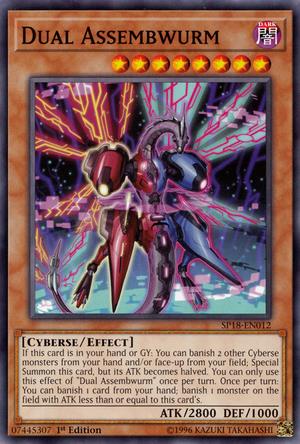 DUAL ASSEMBWURM
DARK
闇
SP18-EN012
[CYBERSE/EFFECT]
If this card is in your hand or GY: You can banish 2 other Cyberse
monsters from your hand and/or face-up from your field; Special
Summon this card, but its ATK becomes halved. You can only use
this effect of "Dual Assembwurm" once per turn. Once per turn:
You can banish 1 card from your hand; banish 1 monster on the
field with ATK less than or equal to this card's.
ATK/2800 DEF/1000
07445307 1st Edition ©1996 KAZUKI TAKAHASHI